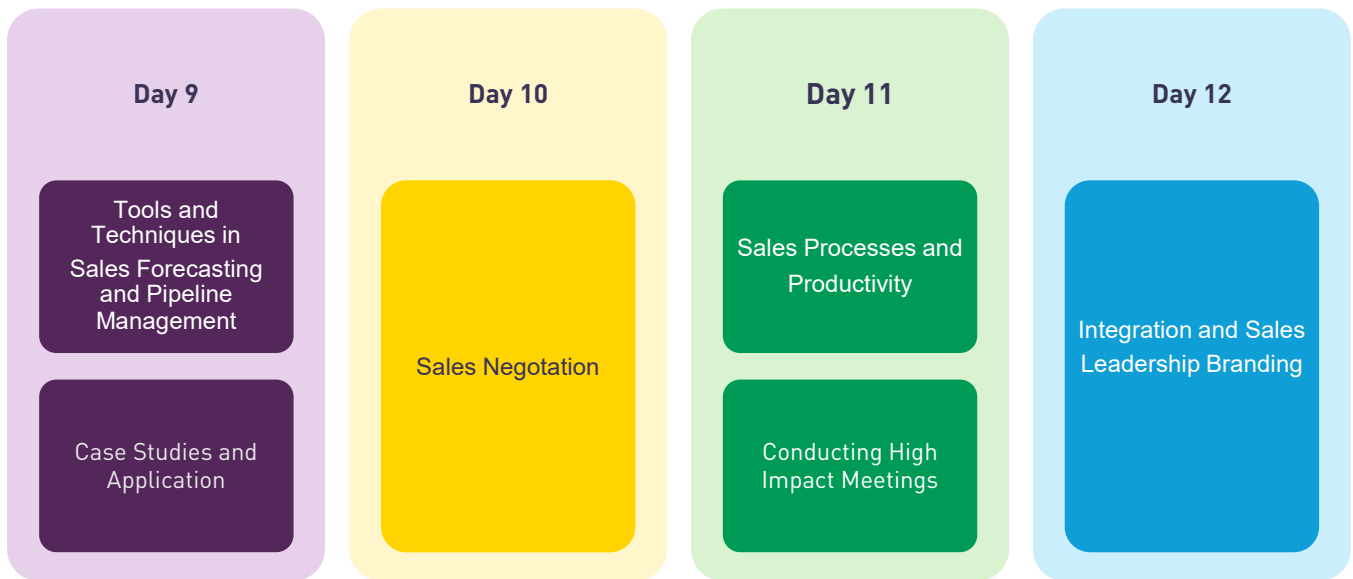 Day 9
Tools and
Techniques in
Sales Forecasting
and Pipeline
Management
Case Studies and
Application
Day 10
Sales Negotation
Day 11
Sales Processes and
Productivity
Conducting High
Impact Meetings
Day 12
Integration and Sales
Leadership Branding